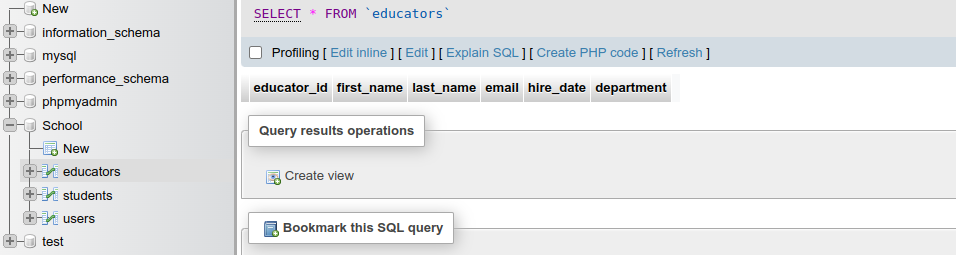 New
information_schema
mysql
performance_schema
phpmyadmin
School
New
educators
students
users
test
SELECT * FROM `educators`
Profiling [ Edit inline ] [ Edit ] [ Explain SQL ] [ Create PHP code ] [ Refresh ]
educator_id first_name last_name email hire_date department
Query results operations
Create view
Bookmark this SQL query